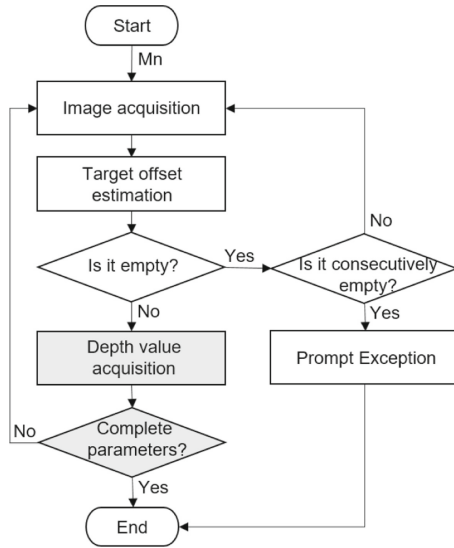 Start
Mn
Image acquisition
Target offset
estimation
No
Is it empty?
Yes
Is it consecutively
empty?
No
Yes
Depth value
acquisition
Prompt Exception
No
Complete
parameters?
Yes
End